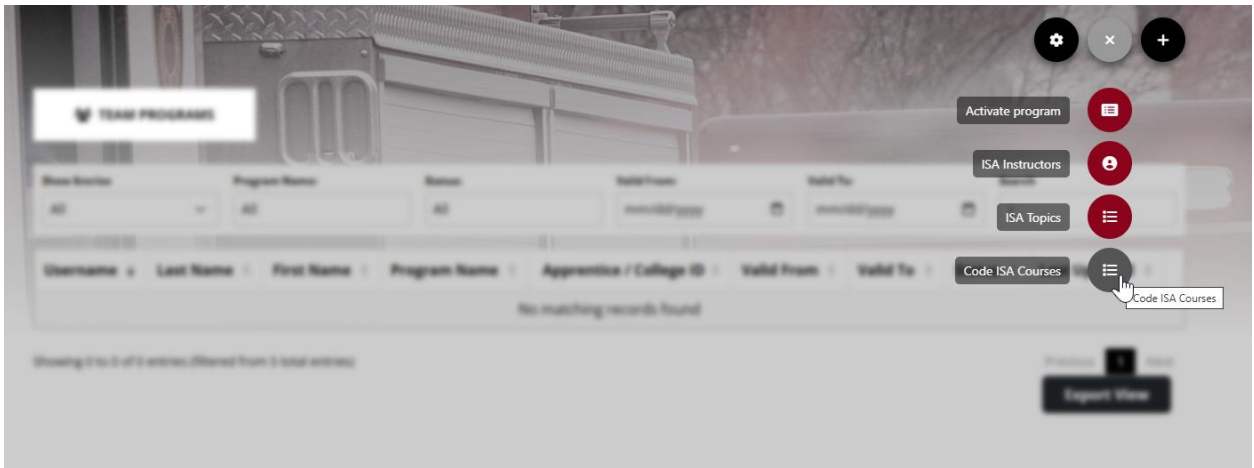 TEAM PROGRAMS
Activate program
ISA Instructors
ISA Topics
Code ISA Courses
Code ISA Courses
Show Entries
Program Name:
Status:
Valid From:
Valid To:
Search:
All
All
All
mm/dd/yyyy
mm/dd/yyyy
Username Last Name First Name Program Name Apprentice / College ID Valid From Valid To
No matching records found
Showing 0 to 0 of 0 entries (filtered from 5 total entries)
Previous 1 Next
Export View